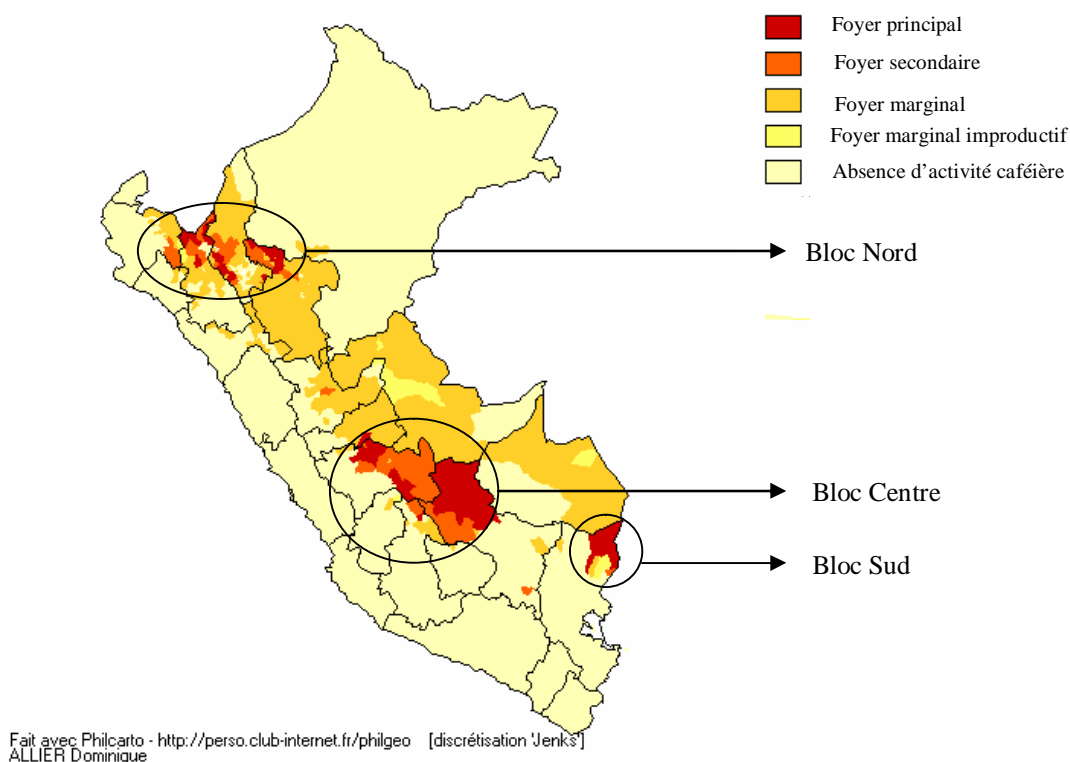 Foyer principal
Foyer secondaire
Foyer marginal
Foyer marginal improductif
Absence d'activité caféière
Bloc Nord
Bloc Centre
Bloc Sud
Fait avec Philcarto - http://perso.club-internet.fr/philgeo [discrétisation 'Jenks']
ALLIER Dominique